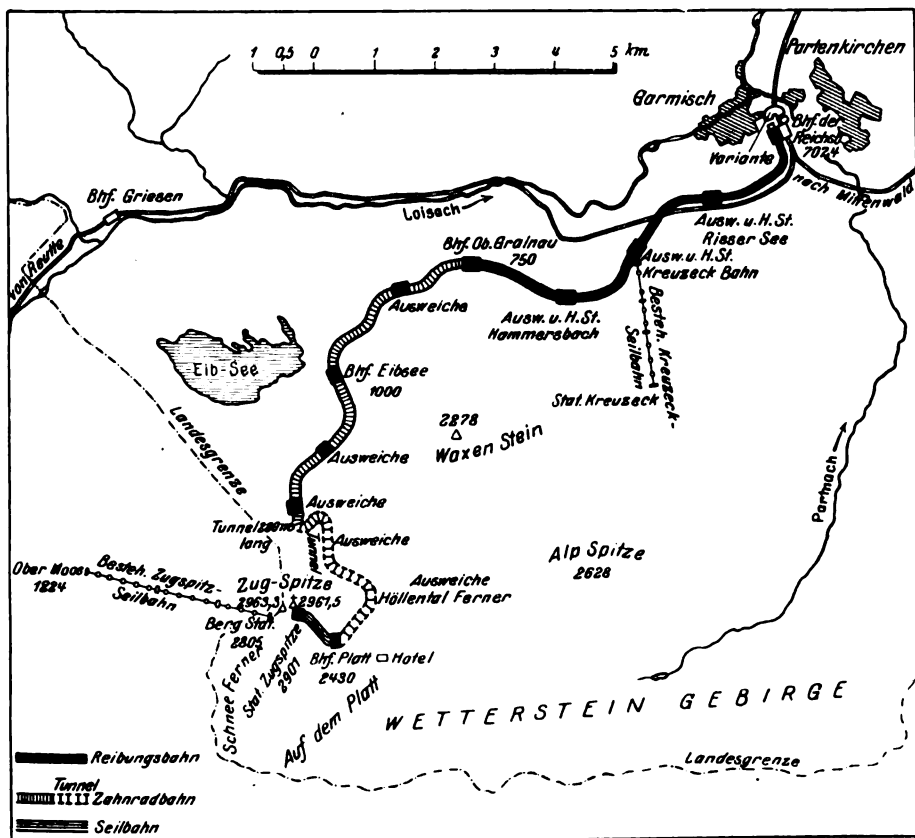 1 0,5 0 1 2 3 4 5 km
Partenkirchen
Garmisch
Bhf. der
Reichsb.
702,4
Variante
nach Mittenwald
Bhf. Griesen
Loisach
von Reutte
Ausw. u. H. St.
Risser See
Bhf. Ob. Grainau
750
Ausw. u. H. St.
Kreuzeck Bahn
Ausweiche
Ausw. u. H. St.
Hammersbach
Besteh. Kreuzeck-
Seilbahn
Stat. Kreuzeck
Eib-See
Bhf. Eibsee
1000
Landesgrenze
2278
Waxen Stein
Ausweiche
Partnach
Ausweiche
Tunnel
lang
Tunnel
Ausweiche
Alp Spitze
2628
Ober Moos
1224
Besteh. Zugspitz-
Seilbahn
Zug-Spitze
2963,3 2961,5
Ausweiche
Höllental Ferner
Berg Stat.
2805
Stat. Zugspitze
2901
Bhf. Platt
2430
Hotel
Schnee Ferner
Auf dem Platt
WETTERSTEIN GEBIRGE
Landesgrenze
Reibungsbahn
Tunnel
Zahnradbahn
Seilbahn